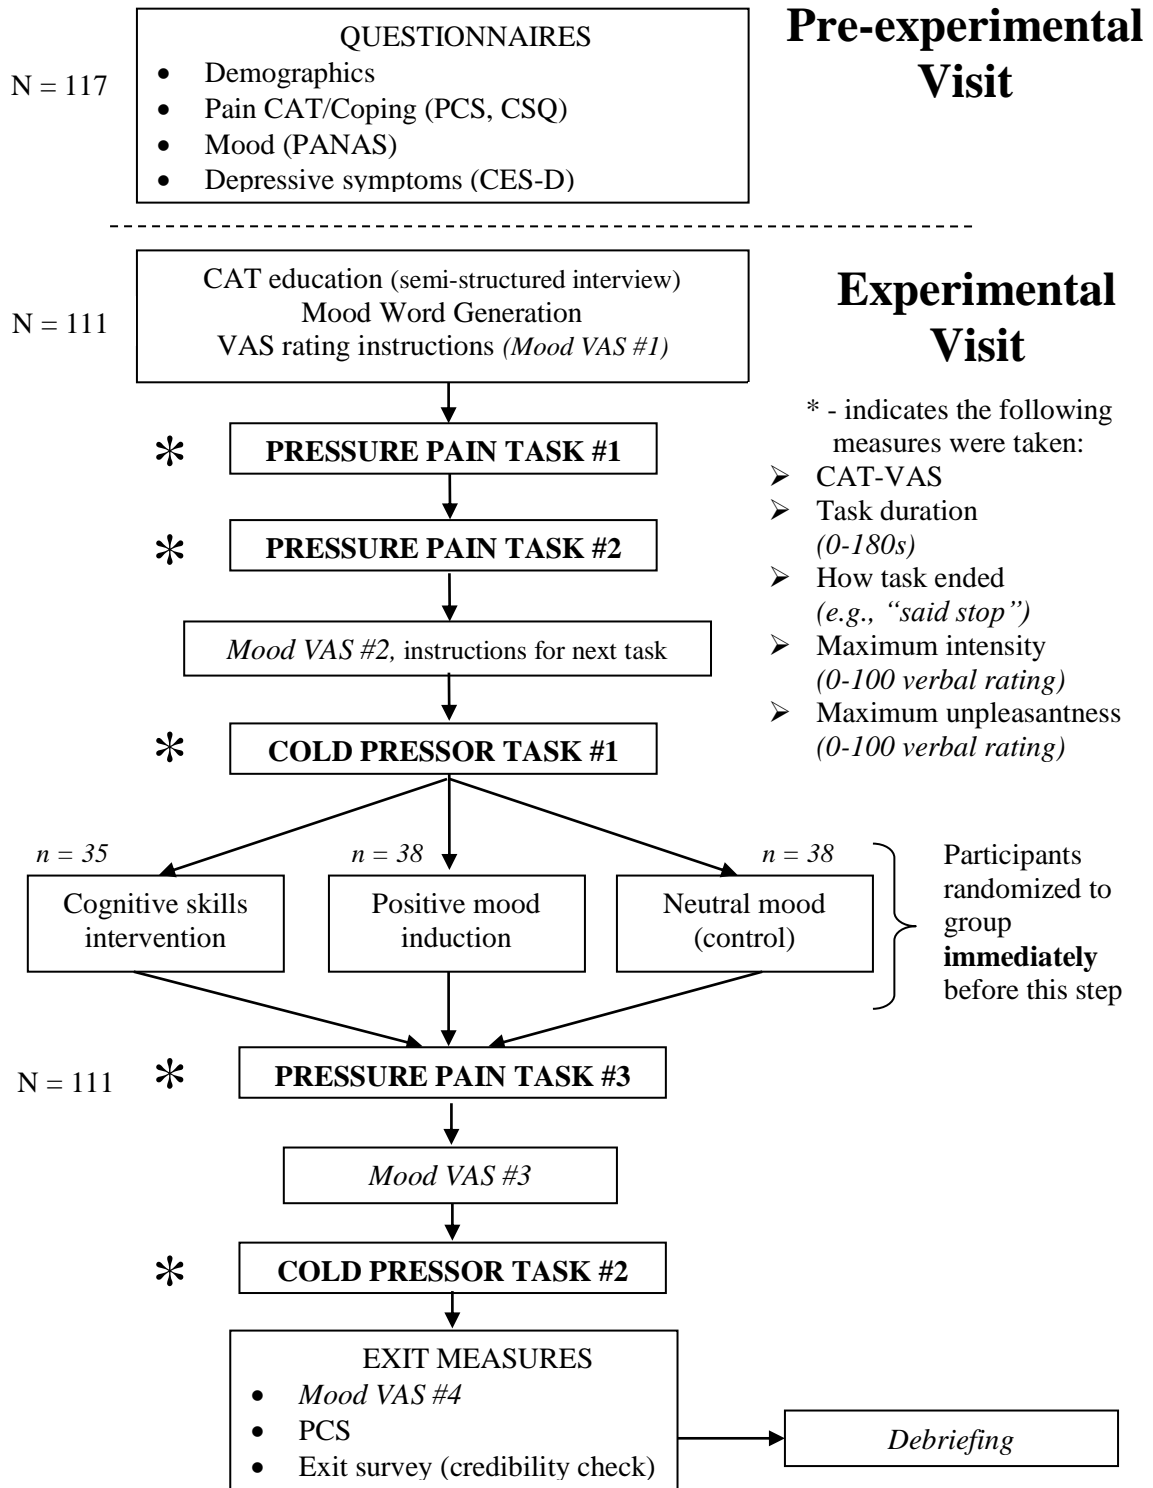 Pre-experimental
Visit
N = 117
QUESTIONNAIRES
• Demographics
• Pain CAT/Coping (PCS, CSQ)
• Mood (PANAS)
• Depressive symptoms (CES-D)
Experimental
Visit
N = 111
CAT education (semi-structured interview)
Mood Word Generation
VAS rating instructions (Mood VAS #1)
* - indicates the following
measures were taken:
➢ CAT-VAS
➢ Task duration
(0-180s)
➢ How task ended
(e.g., “said stop”)
➢ Maximum intensity
(0-100 verbal rating)
➢ Maximum unpleasantness
(0-100 verbal rating)
* PRESSURE PAIN TASK #1
* PRESSURE PAIN TASK #2
Mood VAS #2, instructions for next task
* COLD PRESSOR TASK #1
n = 35
Cognitive skills
intervention
n = 38
Positive mood
induction
n = 38
Neutral mood
(control)
Participants
randomized to
group
immediately
before this step
N = 111
* PRESSURE PAIN TASK #3
Mood VAS #3
* COLD PRESSOR TASK #2
EXIT MEASURES
• Mood VAS #4
• PCS
• Exit survey (credibility check)
Debriefing